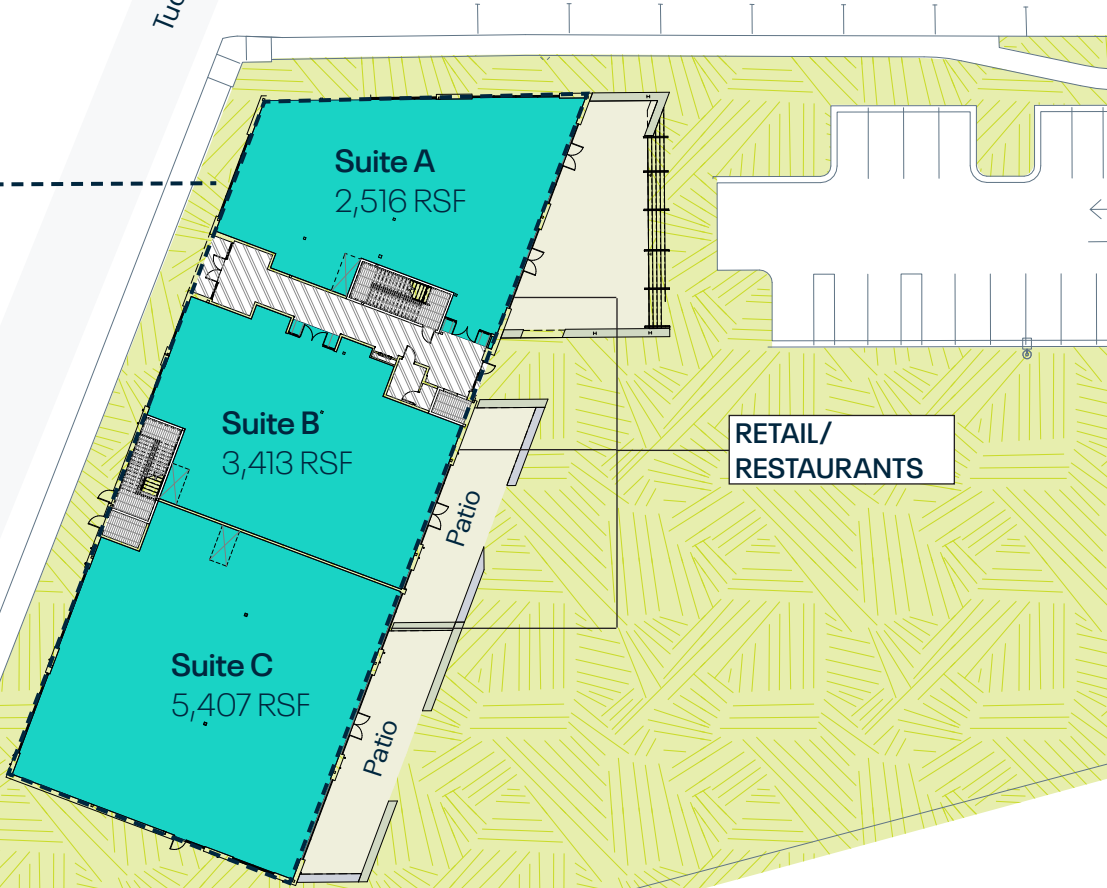 Suite A
2,516 RSF
Suite B
3,413 RSF
RETAIL/
RESTAURANTS
Patio
Suite C
5,407 RSF
Patio